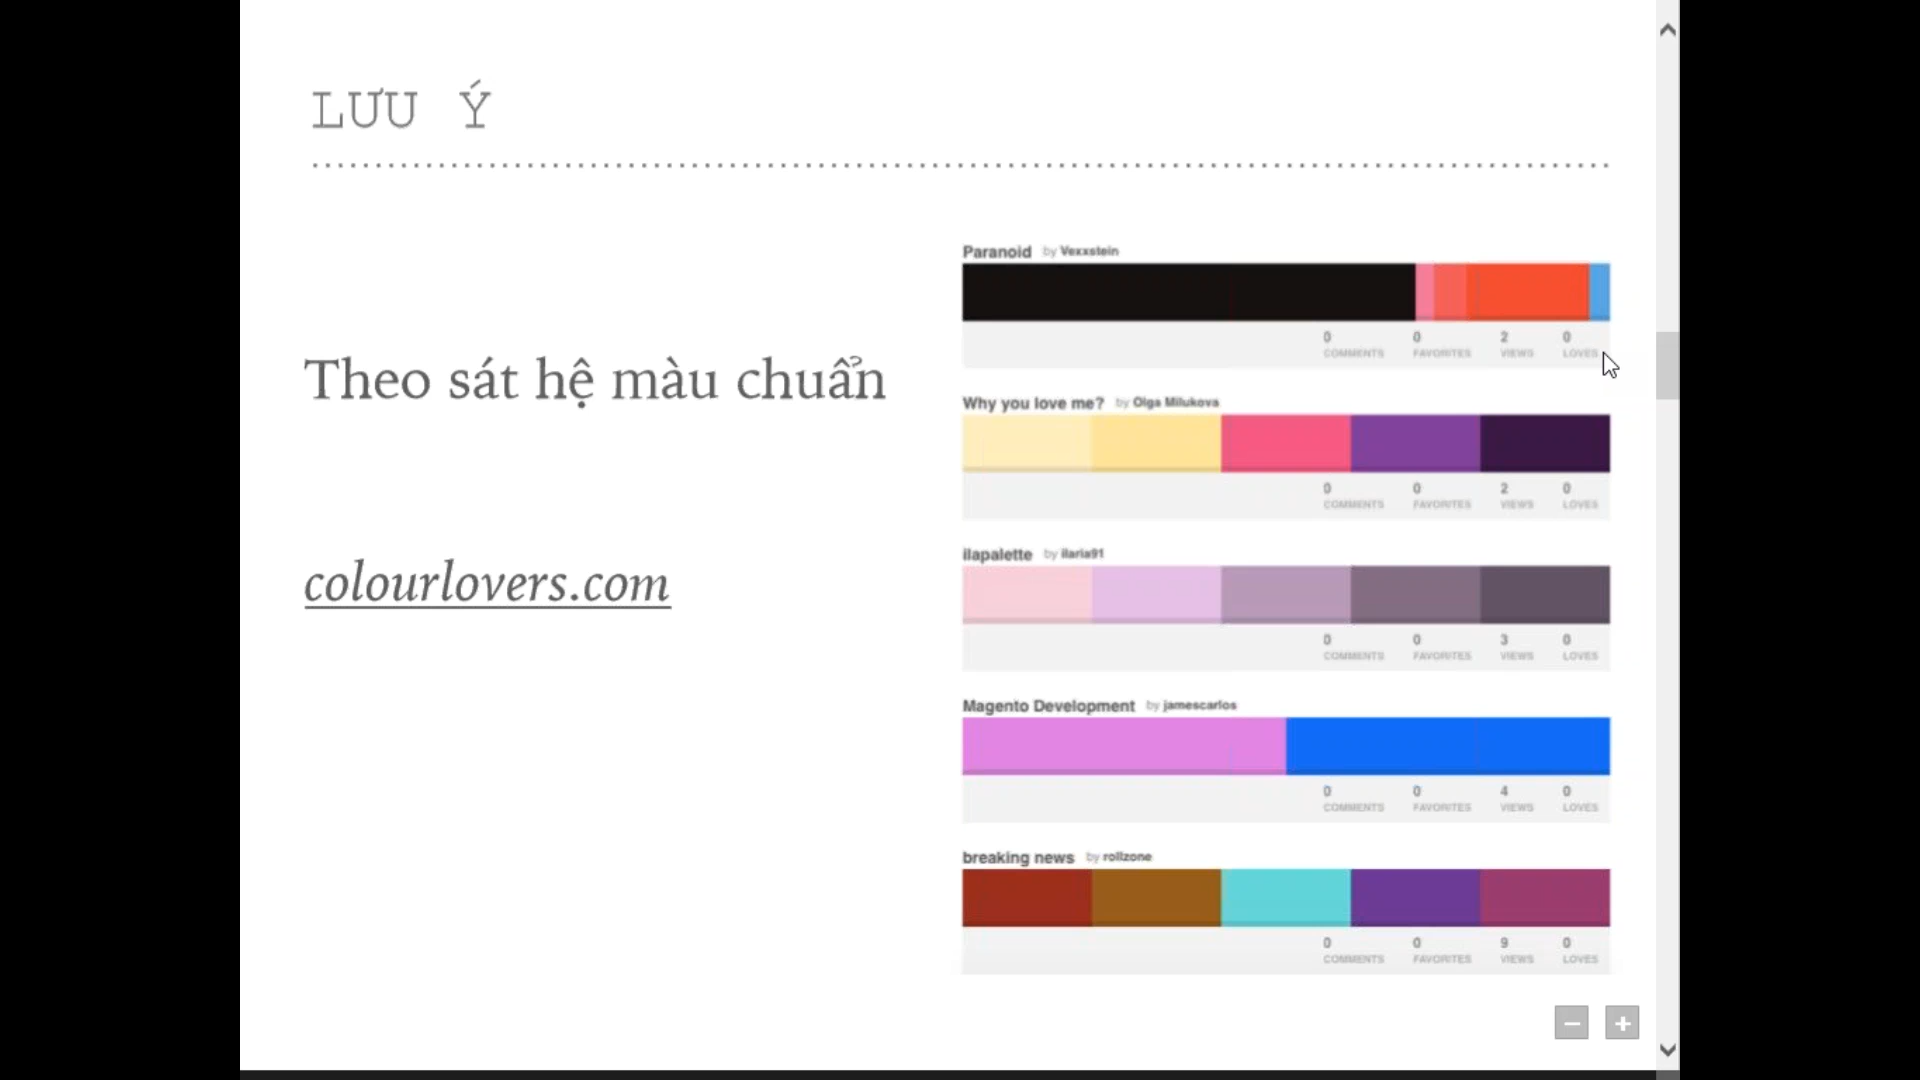 LƯU Ý
Theo sát hệ màu chuẩn
colourlovers.com
Paranoid by Vexxstein
0 0 2 0
COMMENTS FAVORITES VIEWS LOVES
Why you love me? by Olga Milukova
0 0 2 0
COMMENTS FAVORITES VIEWS LOVES
ilapalette by ilaria91
0 0 3 0
COMMENTS FAVORITES VIEWS LOVES
Magento Development by jamescarlos
0 0 4 0
COMMENTS FAVORITES VIEWS LOVES
breaking news by rollzone
0 0 9 0
COMMENTS FAVORITES VIEWS LOVES